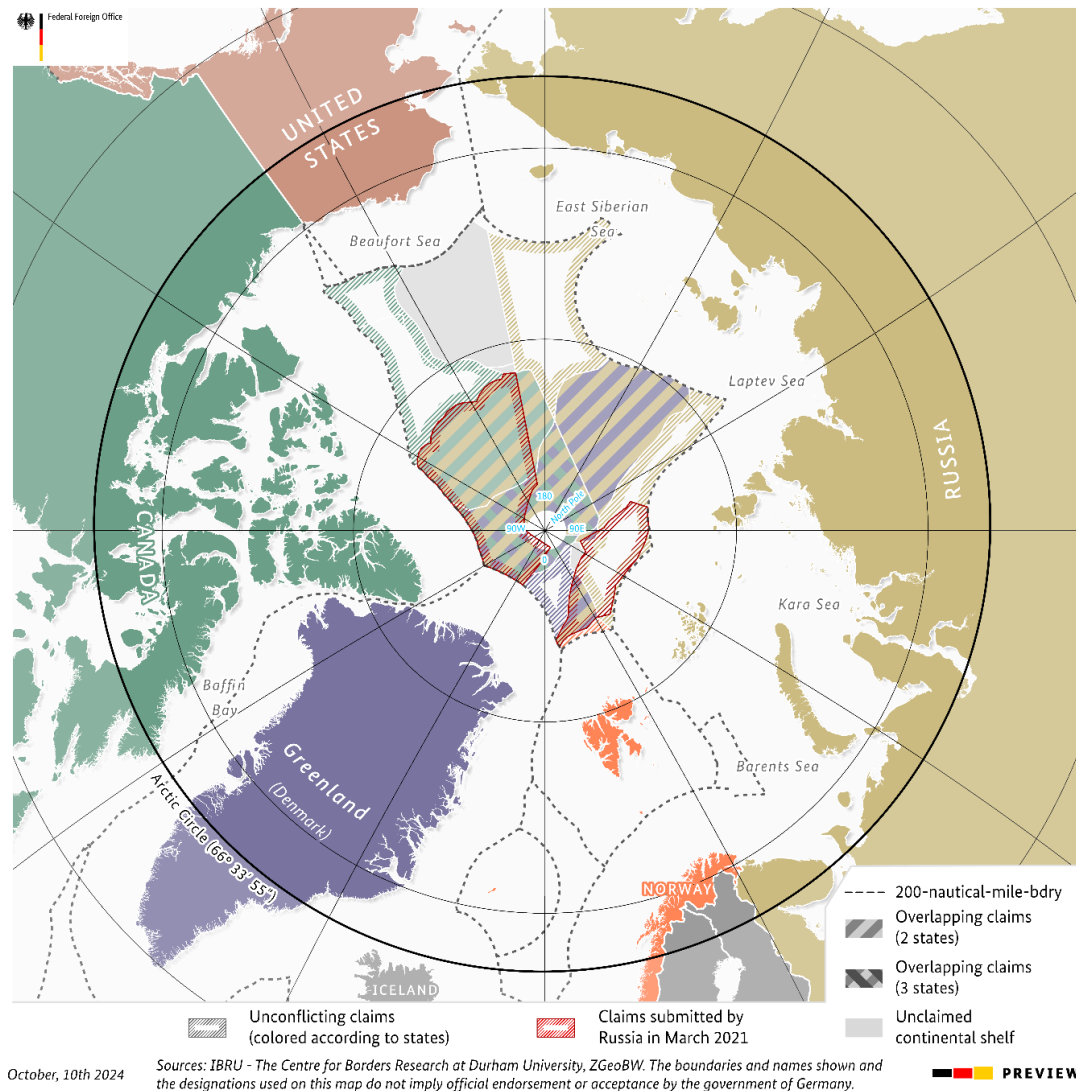 Federal Foreign Office
UNITED
STATES
East Siberian
Sea
Beaufort Sea
Laptev Sea
RUSSIA
CANADA
180
North Pole
90W
90E
0
Kara Sea
Baffin
Bay
Barents Sea
Greenland
(Denmark)
Arctic Circle (66° 33' 55")
NORWAY
ICELAND
200-nautical-mile-bdry
Overlapping claims
(2 states)
Overlapping claims
(3 states)
Unclaimed
continental shelf
Unconflicting claims
(colored according to states)
Claims submitted by
Russia in March 2021
October, 10th 2024
Sources: IBRU - The Centre for Borders Research at Durham University, ZGeoBW. The boundaries and names shown and
the designations used on this map do not imply official endorsement or acceptance by the government of Germany.
PREVIEW